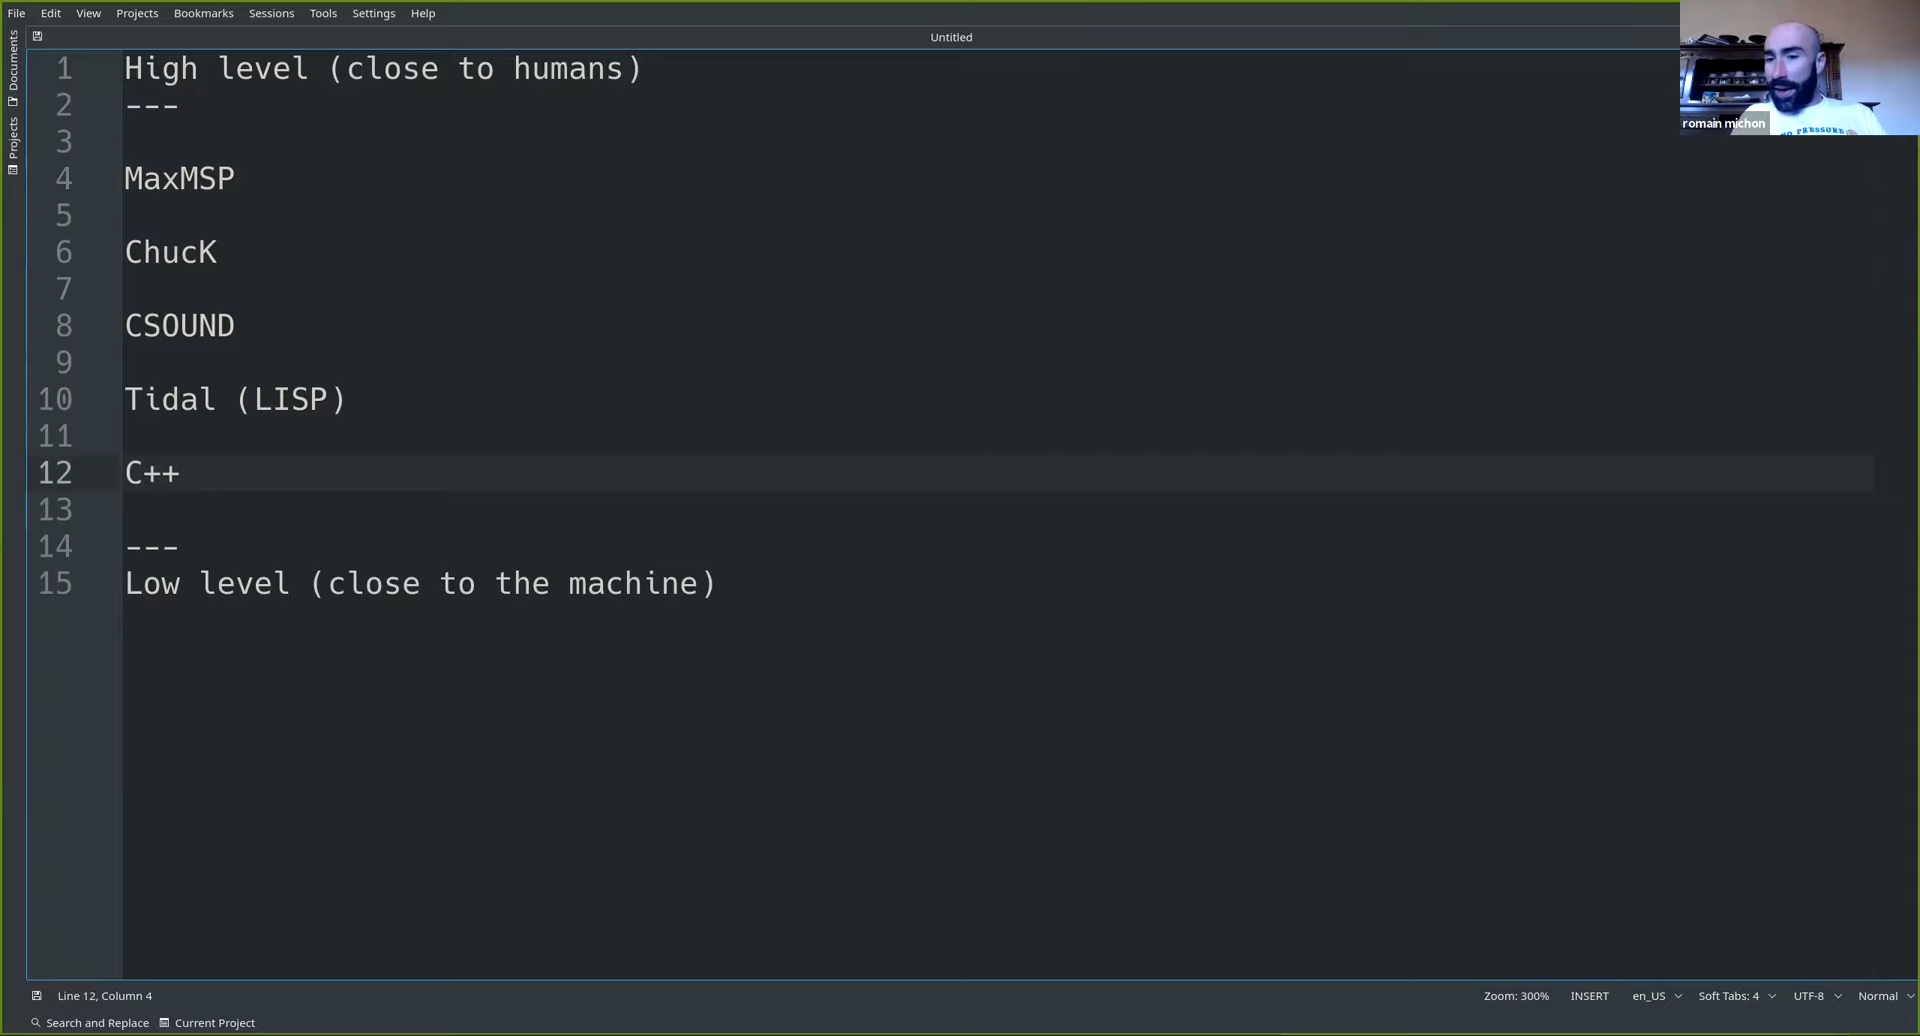 File Edit View Projects Bookmarks Sessions Tools Settings Help
Untitled
Documents
Projects
1 High level (close to humans)
2 ---
3
4 MaxMSP
5
6 ChucK
7
8 CSOUND
9
10 Tidal (LISP)
11
12 C++
13
14 ---
15 Low level (close to the machine)
romain michon
PRESSURE
Line 12, Column 4 Zoom: 300% INSERT en_US Soft Tabs: 4 UTF-8 Normal
Search and Replace Current Project